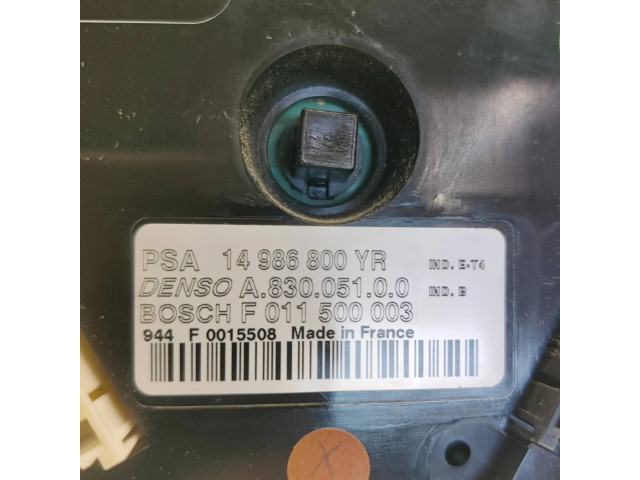 PSA 14 986 800 YR IND. E-T4
DENSO A.830.051.0.0 IND. B
BOSCH F 011 500 003
944 F 0015508 Made in France